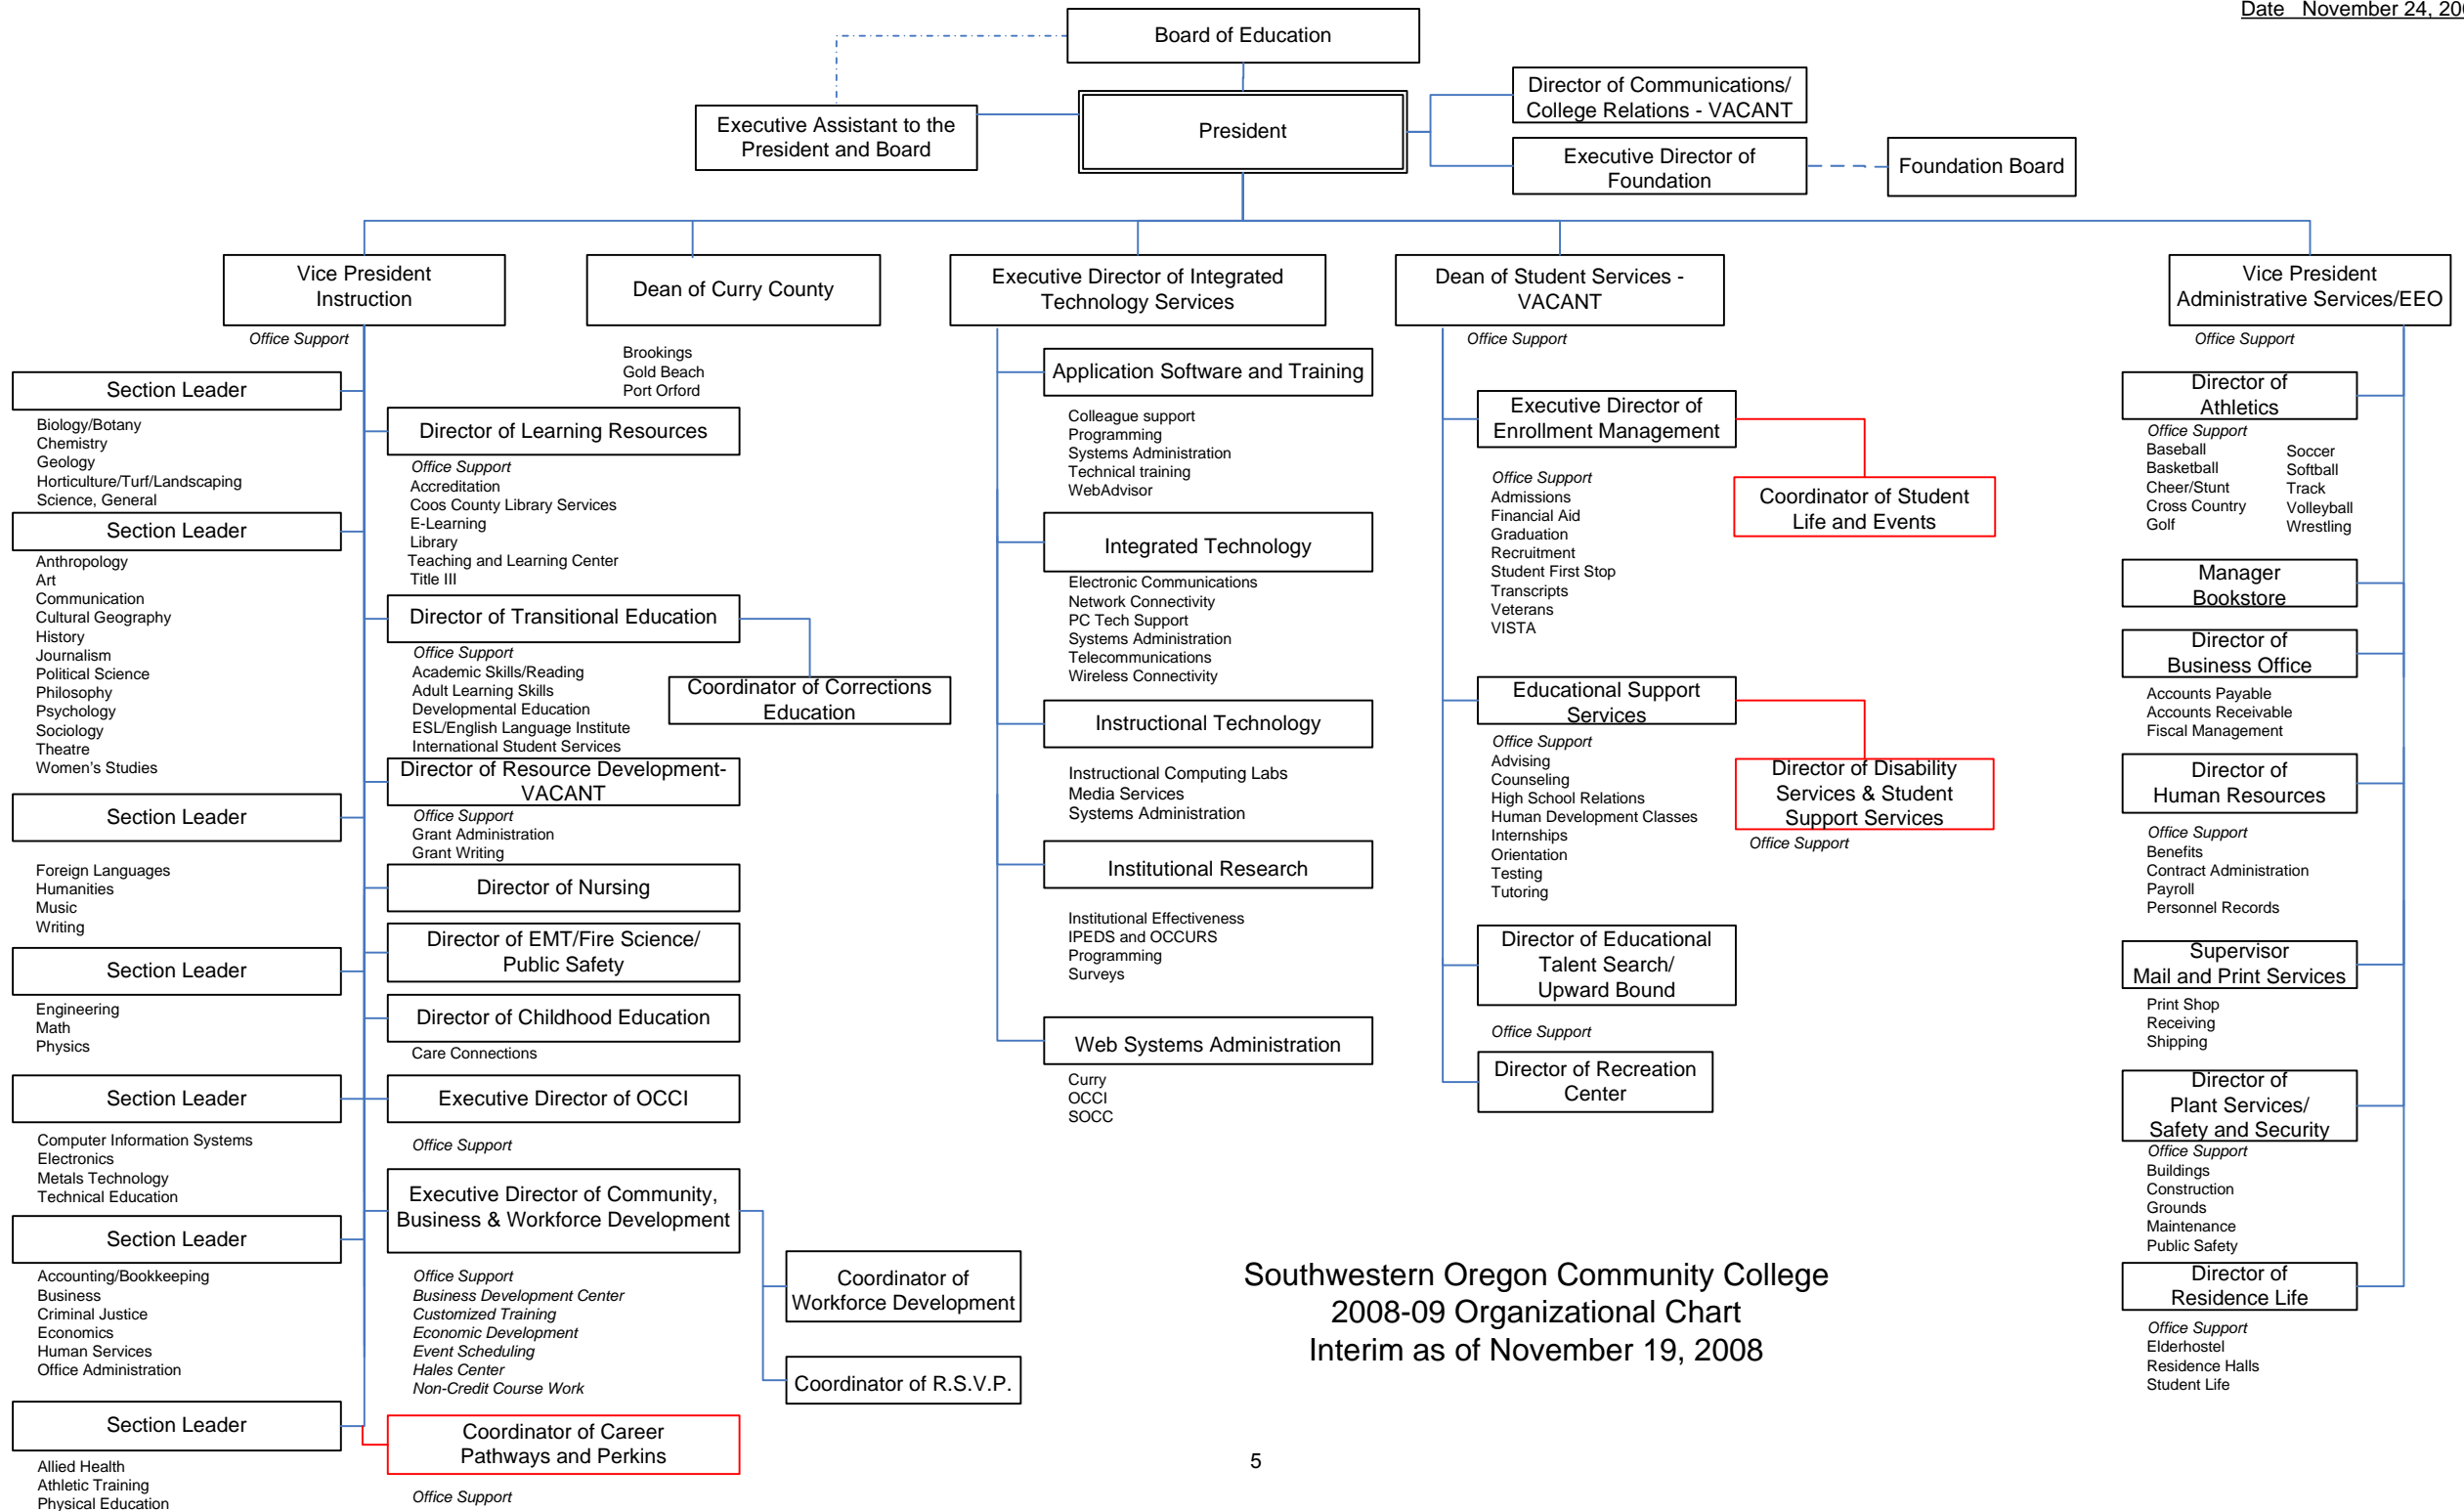 Date   November 24, 200
Board of Education
Executive Assistant to the
President and Board
President
Director of Communications/
College Relations - VACANT
Executive Director of
Foundation
Foundation Board
Vice President
Instruction
Office Support
Dean of Curry County
Brookings
Gold Beach
Port Orford
Executive Director of Integrated
Technology Services
Dean of Student Services -
VACANT
Office Support
Vice President
Administrative Services/EEO
Office Support
Section Leader
Biology/Botany
Chemistry
Geology
Horticulture/Turf/Landscaping
Science, General
Section Leader
Anthropology
Art
Communication
Cultural Geography
History
Journalism
Political Science
Philosophy
Psychology
Sociology
Theatre
Women's Studies
Section Leader
Foreign Languages
Humanities
Music
Writing
Section Leader
Engineering
Math
Physics
Section Leader
Computer Information Systems
Electronics
Metals Technology
Technical Education
Section Leader
Accounting/Bookkeeping
Business
Criminal Justice
Economics
Human Services
Office Administration
Section Leader
Allied Health
Athletic Training
Physical Education
Director of Learning Resources
Office Support
Accreditation
Coos County Library Services
E-Learning
Library
Teaching and Learning Center
Title III
Director of Transitional Education
Office Support
Academic Skills/Reading
Adult Learning Skills
Developmental Education
ESL/English Language Institute
International Student Services
Coordinator of Corrections
Education
Director of Resource Development-
VACANT
Office Support
Grant Administration
Grant Writing
Director of Nursing
Director of EMT/Fire Science/
Public Safety
Director of Childhood Education
Care Connections
Executive Director of OCCI
Office Support
Executive Director of Community,
Business & Workforce Development
Office Support
Business Development Center
Customized Training
Economic Development
Event Scheduling
Hales Center
Non-Credit Course Work
Coordinator of
Workforce Development
Coordinator of R.S.V.P.
Coordinator of Career
Pathways and Perkins
Office Support
Application Software and Training
Colleague support
Programming
Systems Administration
Technical training
WebAdvisor
Integrated Technology
Electronic Communications
Network Connectivity
PC Tech Support
Systems Administration
Telecommunications
Wireless Connectivity
Instructional Technology
Instructional Computing Labs
Media Services
Systems Administration
Institutional Research
Institutional Effectiveness
IPEDS and OCCURS
Programming
Surveys
Web Systems Administration
Curry
OCCI
SOCC
Executive Director of
Enrollment Management
Office Support
Admissions
Financial Aid
Graduation
Recruitment
Student First Stop
Transcripts
Veterans
VISTA
Coordinator of Student
Life and Events
Educational Support
Services
Office Support
Advising
Counseling
High School Relations
Human Development Classes
Internships
Orientation
Testing
Tutoring
Director of Disability
Services & Student
Support Services
Office Support
Director of Educational
Talent Search/
Upward Bound
Office Support
Director of Recreation
Center
Director of
Athletics
Office Support
Baseball
Basketball
Cheer/Stunt
Cross Country
Golf
Soccer
Softball
Track
Volleyball
Wrestling
Manager
Bookstore
Director of
Business Office
Accounts Payable
Accounts Receivable
Fiscal Management
Director of
Human Resources
Office Support
Benefits
Contract Administration
Payroll
Personnel Records
Supervisor
Mail and Print Services
Print Shop
Receiving
Shipping
Director of
Plant Services/
Safety and Security
Office Support
Buildings
Construction
Grounds
Maintenance
Public Safety
Director of
Residence Life
Office Support
Elderhostel
Residence Halls
Student Life
Southwestern Oregon Community College
2008-09 Organizational Chart
Interim as of November 19, 2008
5